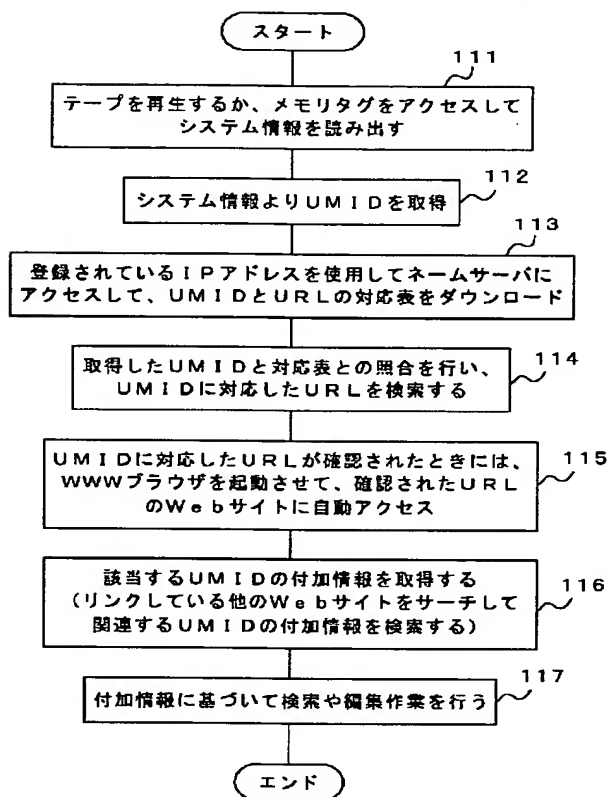 スタート
111
テープを再生するか、メモリタグをアクセスして
システム情報を読み出す
112
システム情報よりUMIDを取得
113
登録されているIPアドレスを使用してネームサーバに
アクセスして、UMIDとURLの対応表をダウンロード
114
取得したUMIDと対応表との照合を行い、
UMIDに対応したURLを検索する
115
UMIDに対応したURLが確認されたときには、
WWWブラウザを起動させて、確認されたURL
のWebサイトに自動アクセス
116
該当するUMIDの付加情報を取得する
(リンクしている他のWebサイトをサーチして
関連するUMIDの付加情報を検索する)
117
付加情報に基づいて検索や編集作業を行う
エンド